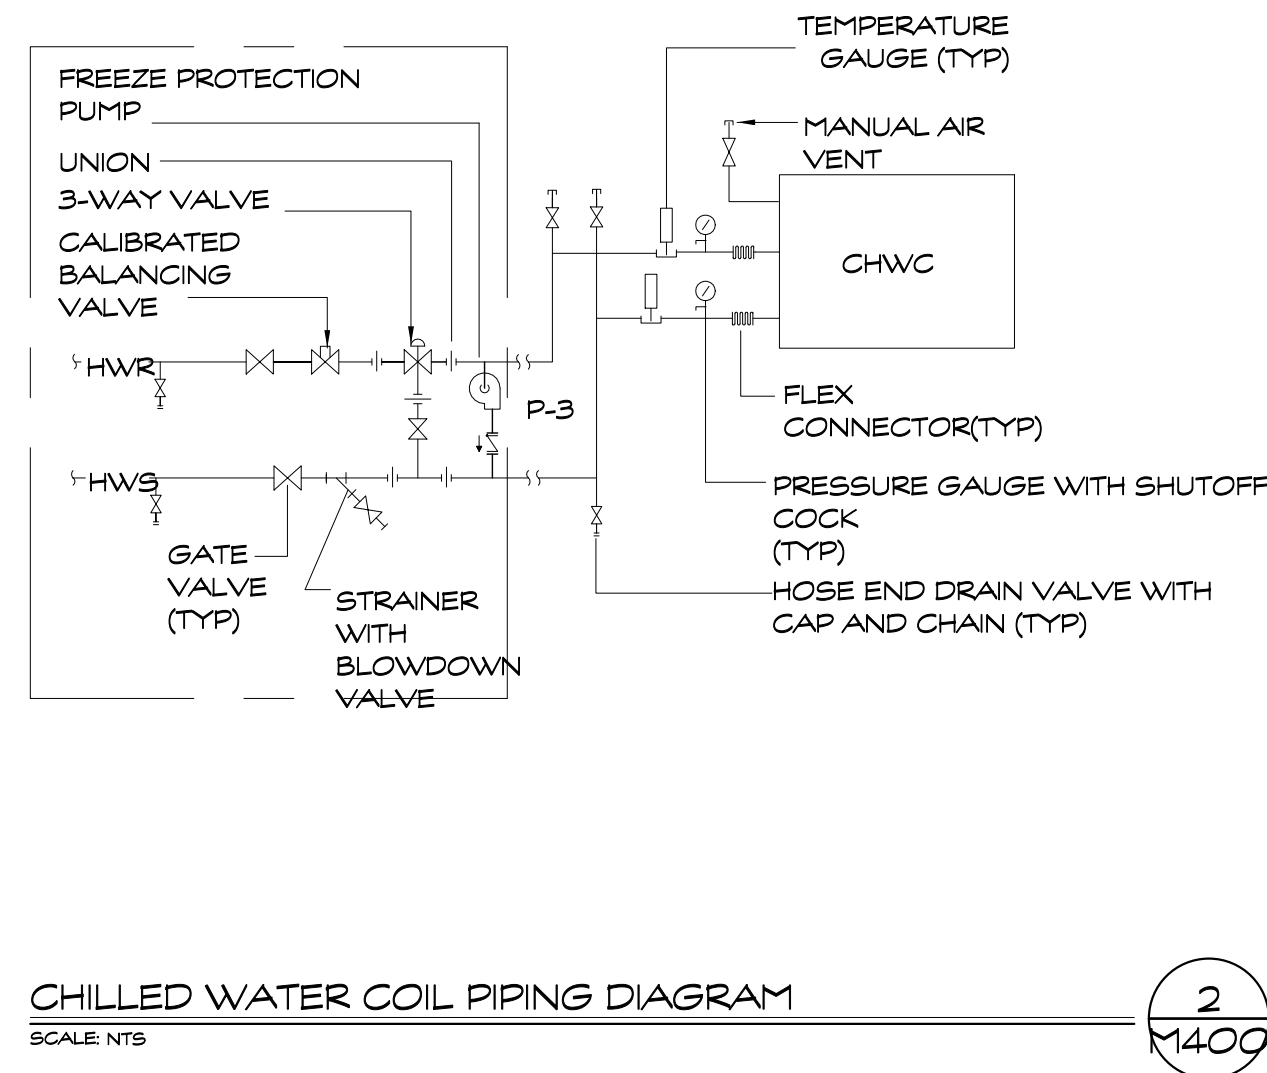 TEMPERATURE
GAUGE (TYP)
FREEZE PROTECTION
PUMP
MANUAL AIR
VENT
UNION
3-WAY VALVE
CALIBRATED
BALANCING
VALVE
CHWC
HWR
P-3
FLEX
CONNECTOR(TYP)
HWS
PRESSURE GAUGE WITH SHUTOFF
COCK
(TYP)
GATE
VALVE
(TYP)
HOSE END DRAIN VALVE WITH
CAP AND CHAIN (TYP)
STRAINER
WITH
BLOWDOWN
VALVE
CHILLED WATER COIL PIPING DIAGRAM
SCALE: NTS
2
M400